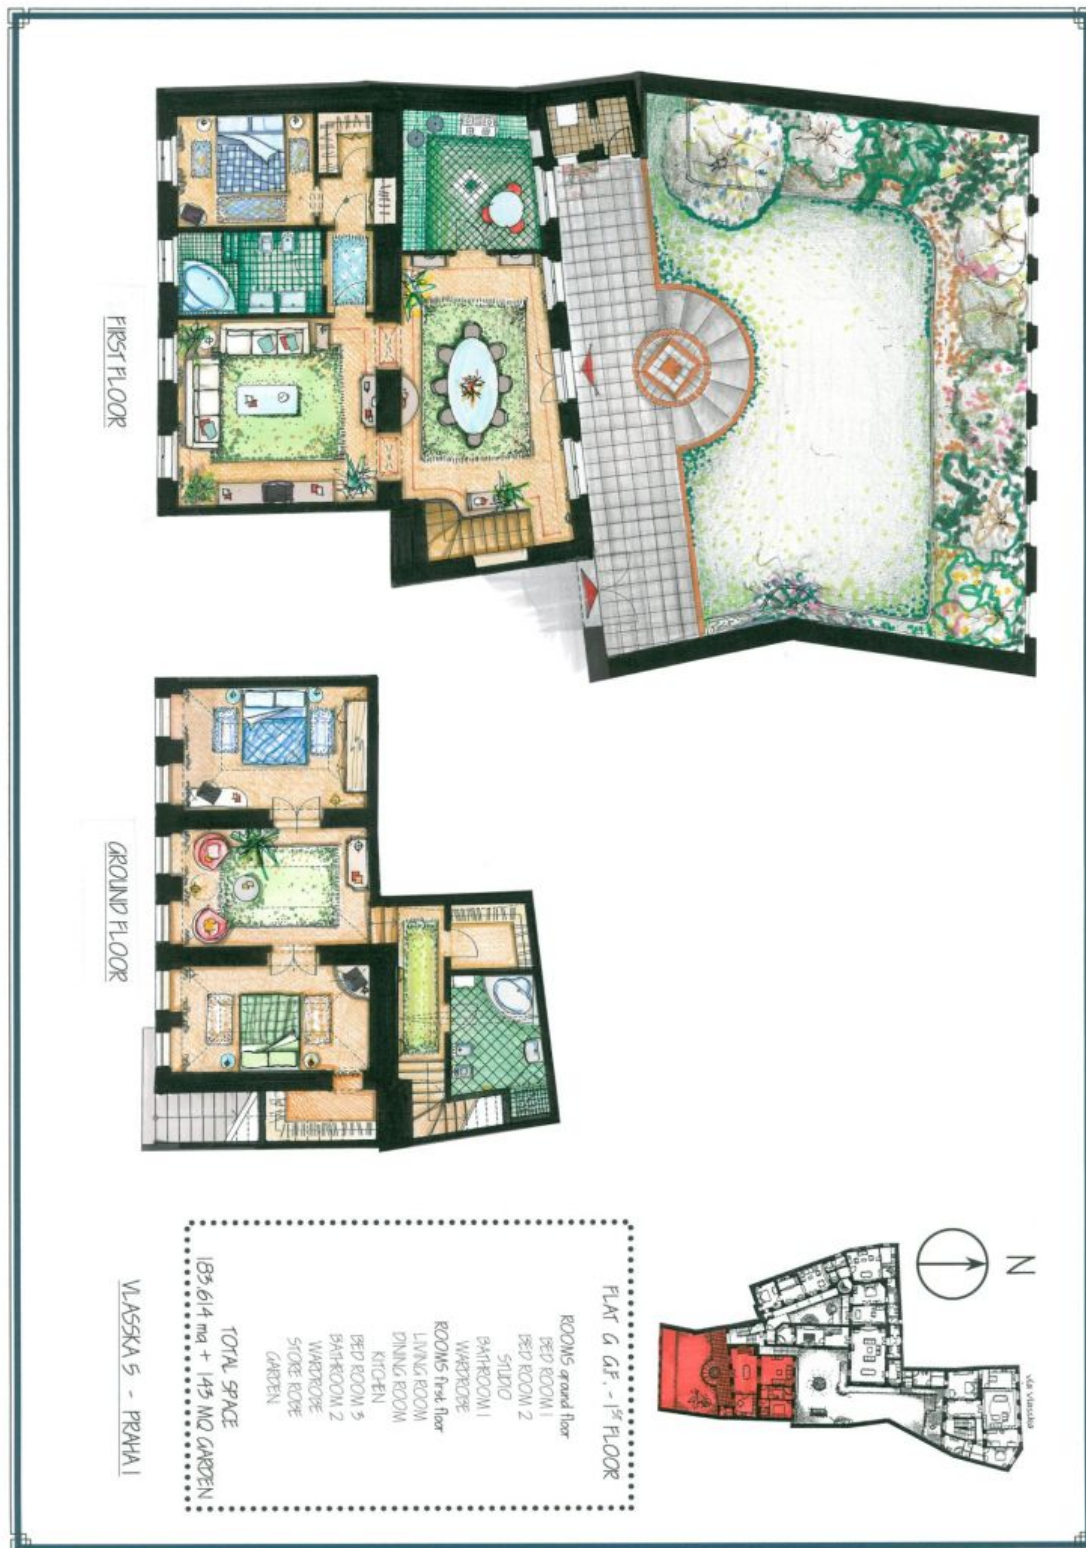 FIRST FLOOR
GROUND FLOOR
N
via Vlasska
FLAT G G.F. - 1ST FLOOR
ROOMS ground floor
BED ROOM 1
BED ROOM 2
STUDIO
BATHROOM 1
WARDROBE
ROOMS first floor
LIVING ROOM
DINING ROOM
KITCHEN
BED ROOM 3
BATHROOM 2
WARDROBE
STORE ROBE
GARDEN
TOTAL SPACE
183,614 mq + 143 MQ GARDEN
VLASSKA 5 - PRAHA 1